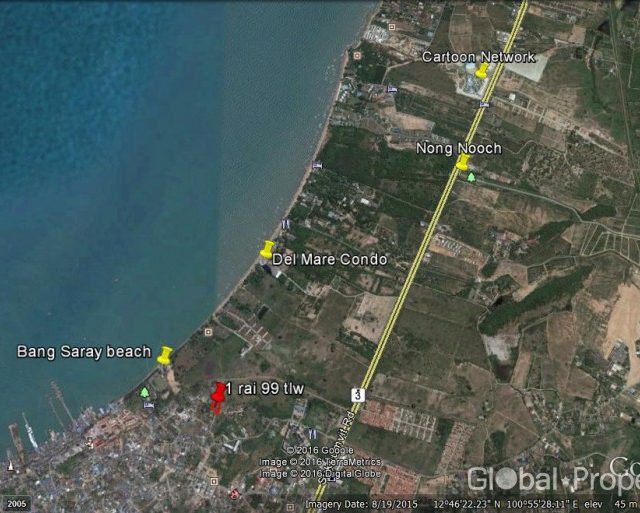 Cartoon Network
Nong Nooch
Del Mare Condo
Bang Saray beach
1 rai 99 tlw
3
©2016 Google
Image © 2016 TerraMetrics
Image © 2016 DigitalGlobe
Global Prope
2005
Imagery Date: 8/19/2015 12°46'22.23" N 100°55'28.11" E elev 45 m